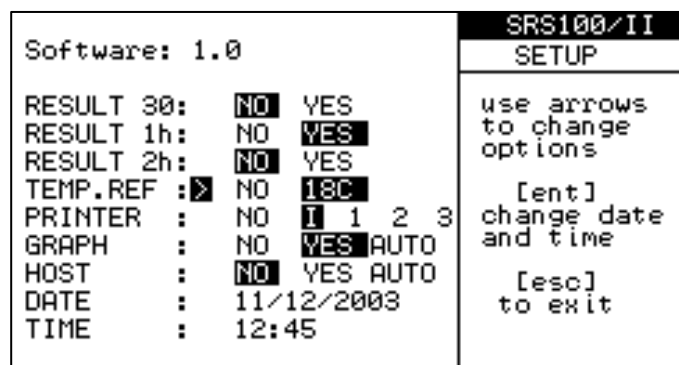 Software: 1.0
RESULT 30: NO YES
RESULT 1h: NO YES
RESULT 2h: NO YES
TEMP.REF :> NO 18C
PRINTER : NO I 1 2 3
GRAPH : NO YES AUTO
HOST : NO YES AUTO
DATE : 11/12/2003
TIME : 12:45
SRS100/II
SETUP
use arrows
to change
options
[ent]
change date
and time
[esc]
to exit